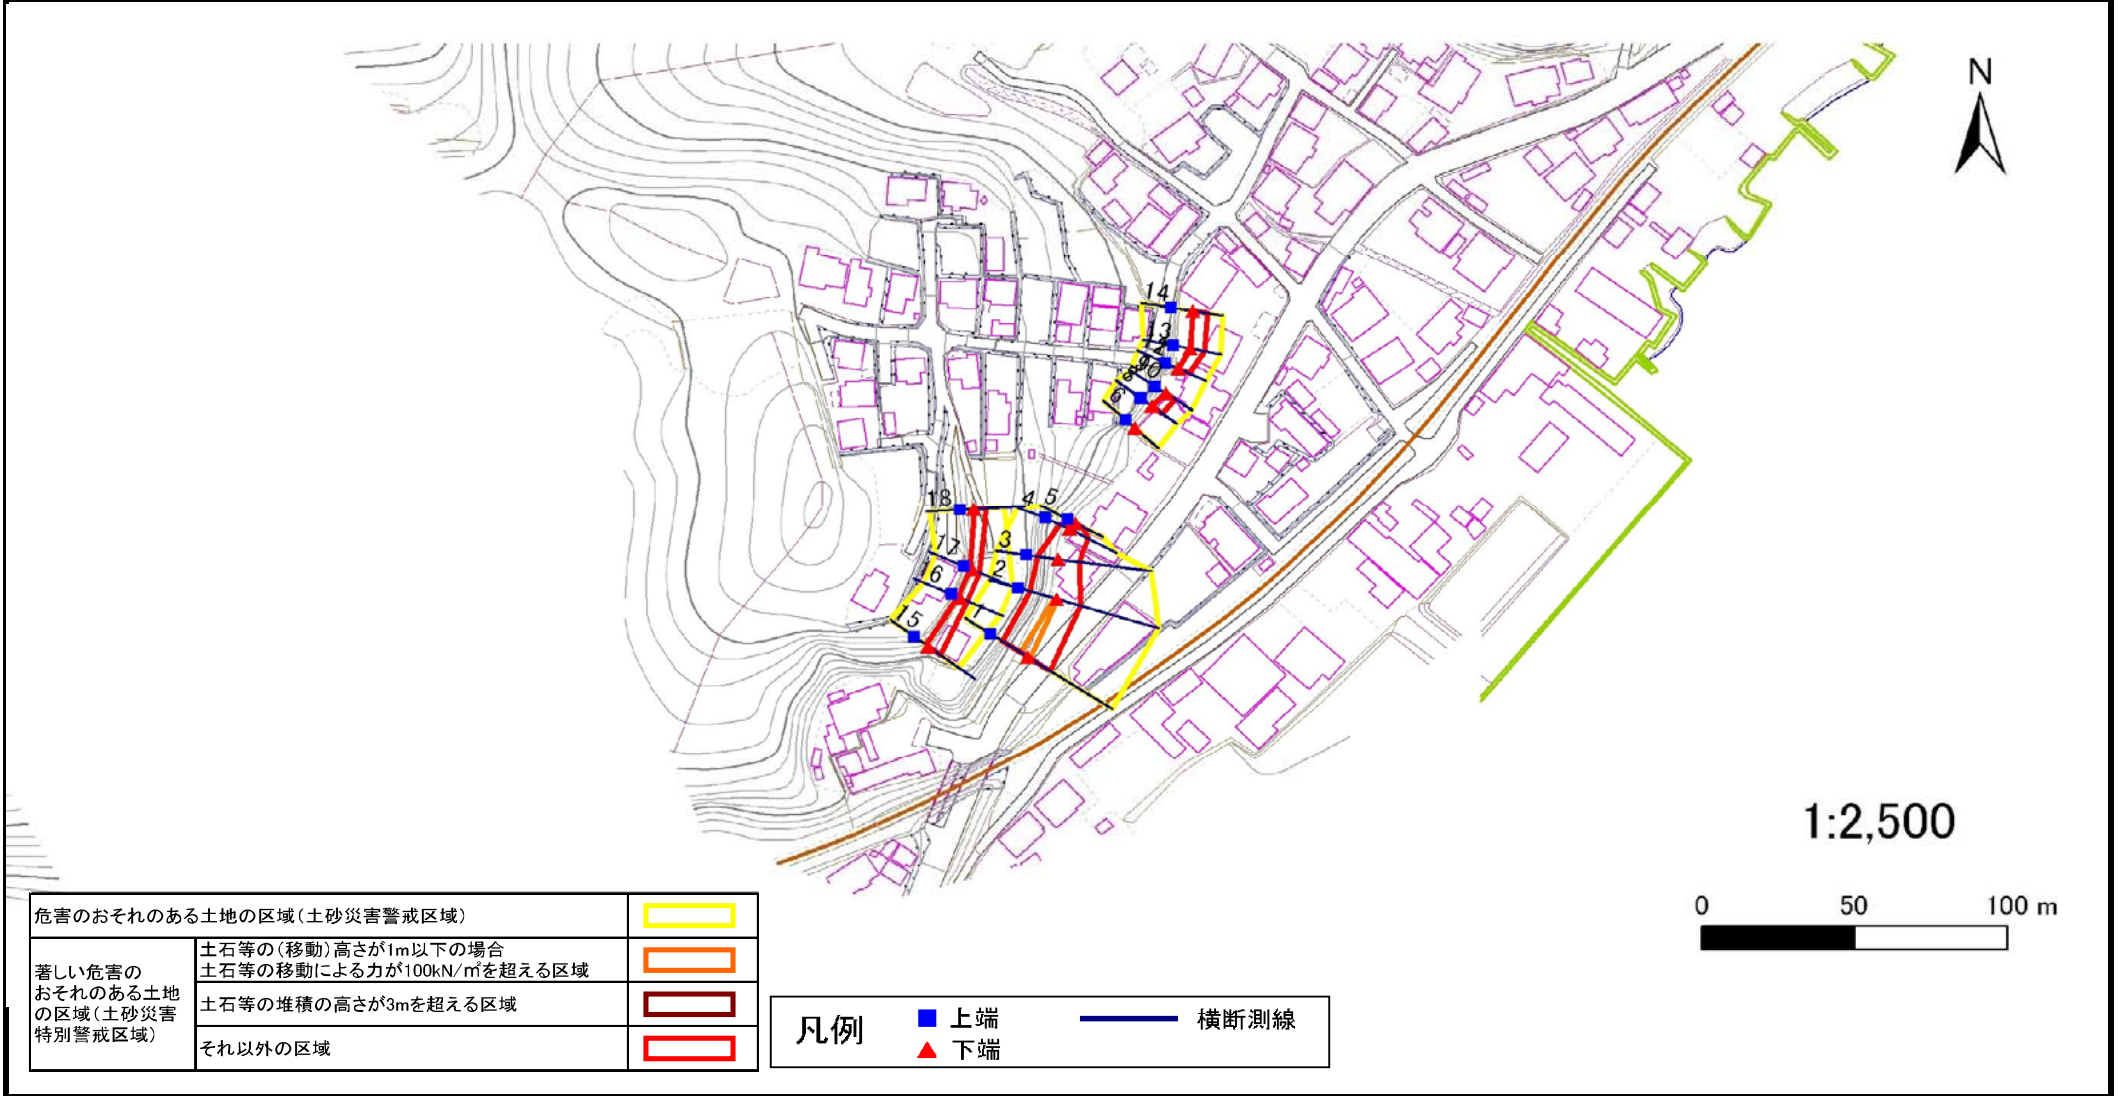 N
14
13
18
4
5
17
3
16
2
15
1
1:2,500
0
50
100 m
危害のおそれのある土地の区域(土砂災害警戒区域)
著しい危害の
おそれのある土地
の区域(土砂災害
特別警戒区域)
土石等の(移動)高さが1m以下の場合
土石等の移動による力が100kN/㎡を超える区域
土石等の堆積の高さが3mを超える区域
それ以外の区域
凡例
上端
下端
横断測線